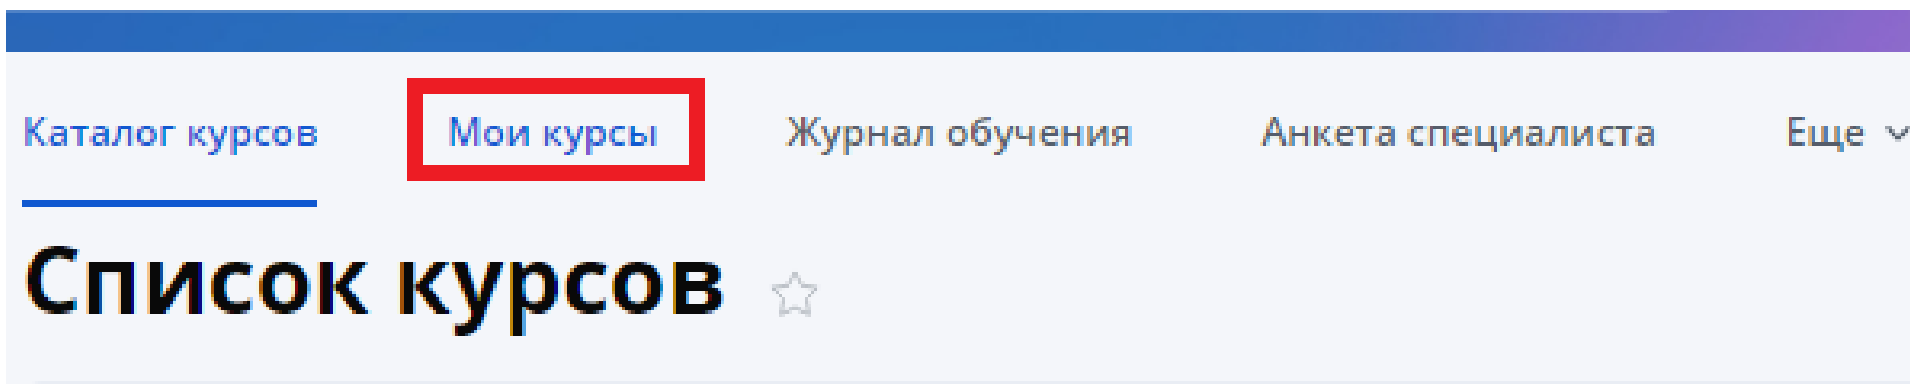 Каталог курсов Мои курсы Журнал обучения Анкета специалиста Еще
Список курсов